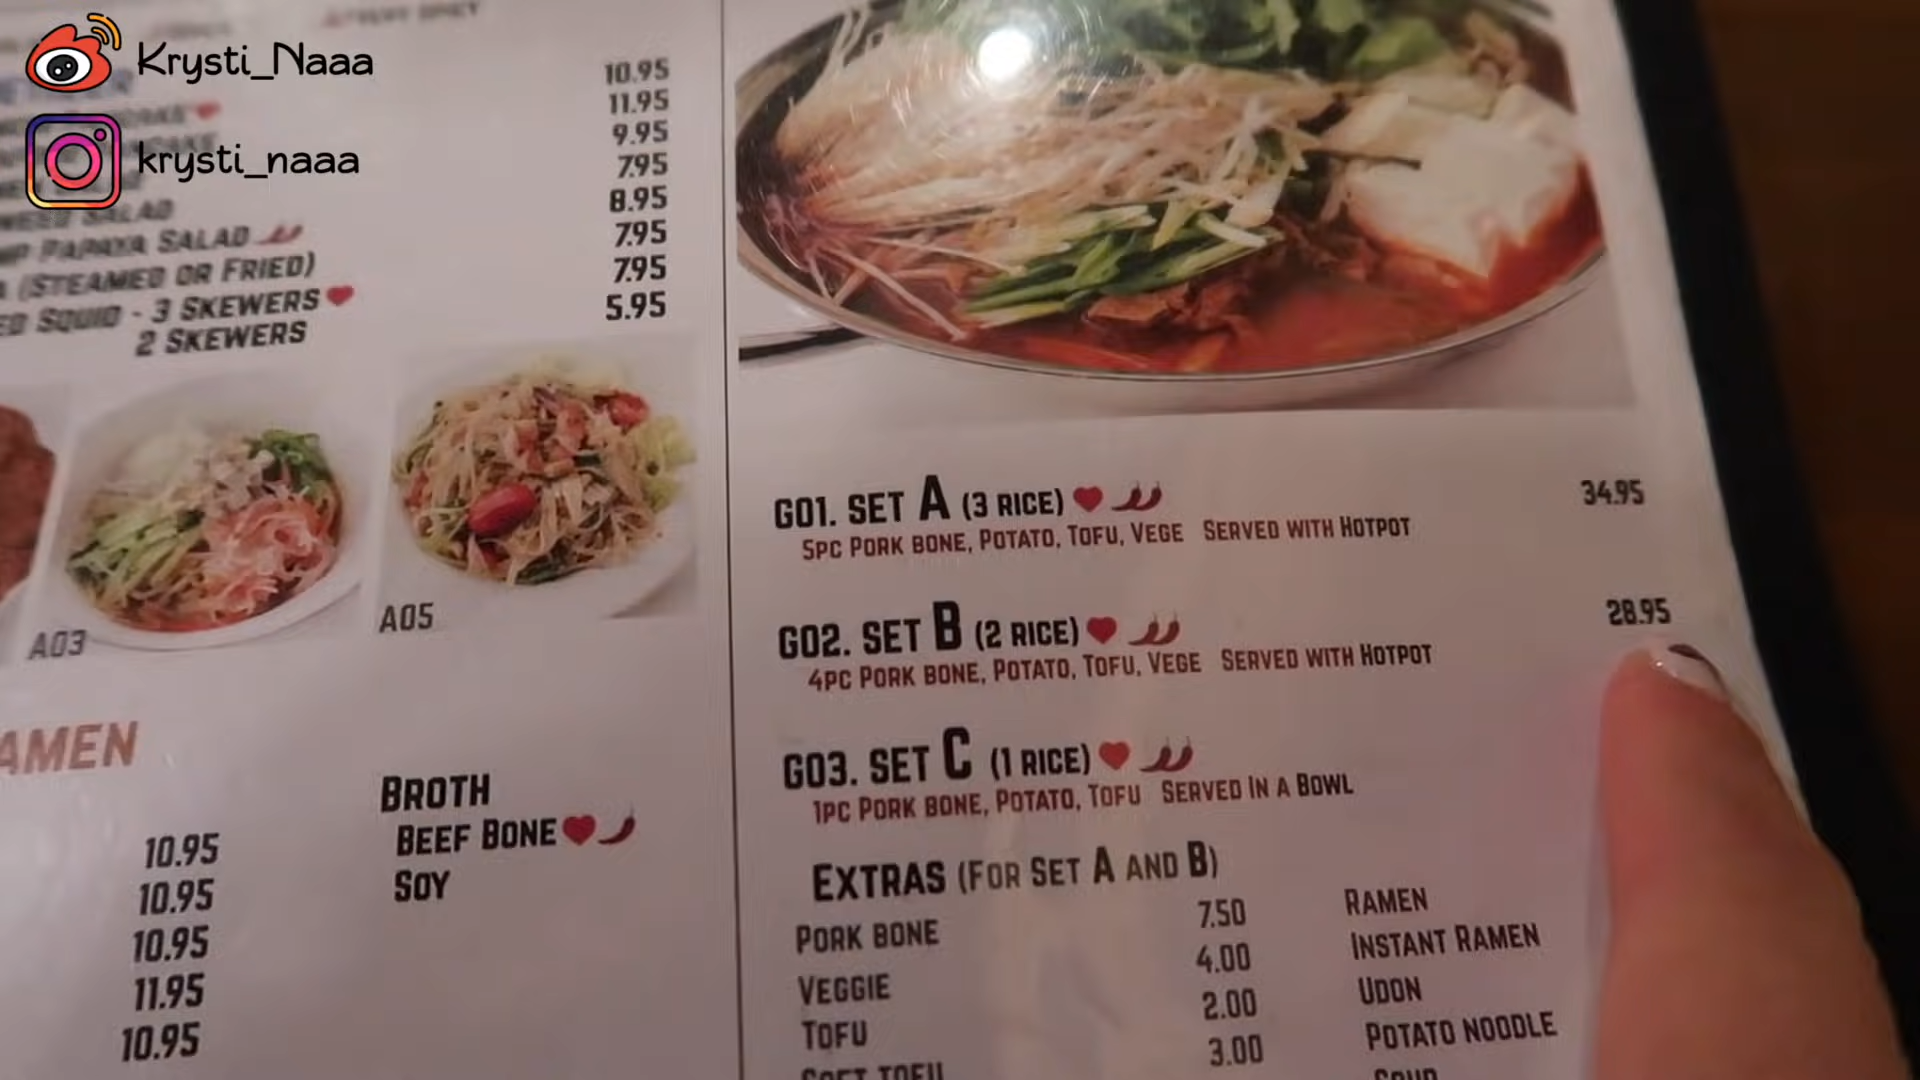 Krysti_Naaa
krysti_naaa
10.95
11.95
9.95
7.95
8.95
7.95
7.95
5.95
SALAD
PAPAYA SALAD
(STEAMED OR FRIED)
SQUID - 3 SKEWERS
2 SKEWERS
A03
A05
AMEN
10.95
10.95
10.95
11.95
10.95
BROTH
BEEF BONE
SOY
G01. SET A (3 RICE) 34.95
5PC PORK BONE, POTATO, TOFU, VEGE SERVED WITH HOTPOT
G02. SET B (2 RICE) 28.95
4PC PORK BONE, POTATO, TOFU, VEGE SERVED WITH HOTPOT
G03. SET C (1 RICE)
1PC PORK BONE, POTATO, TOFU SERVED IN A BOWL
EXTRAS (FOR SET A AND B)
PORK BONE 7.50 RAMEN
VEGGIE 4.00 INSTANT RAMEN
TOFU 2.00 UDON
SOFT TOFU 3.00 POTATO NOODLE